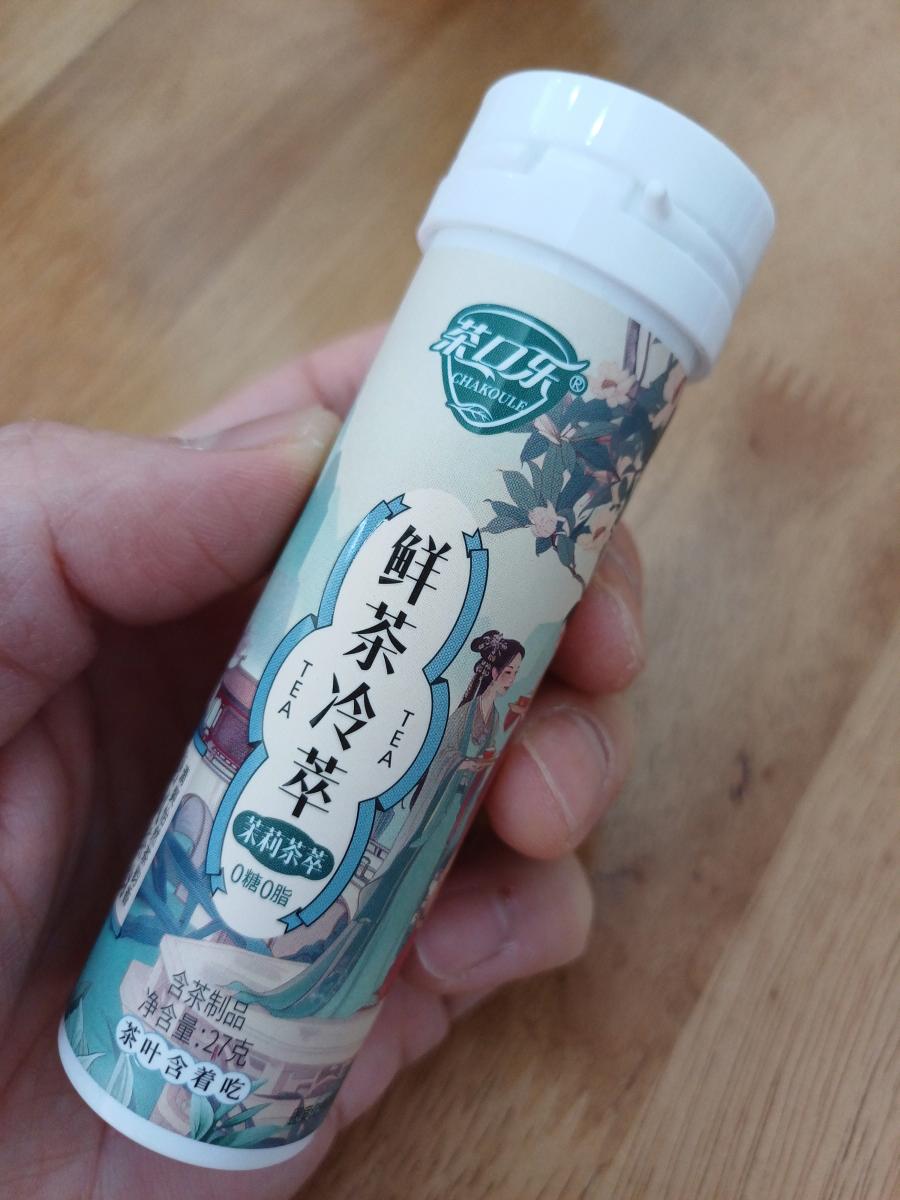 茶口乐®
CHAKOULE
鲜茶冷萃
TEA
TEA
茉莉茶萃
0糖0脂
含茶制品
净含量:27克
茶叶含着吃